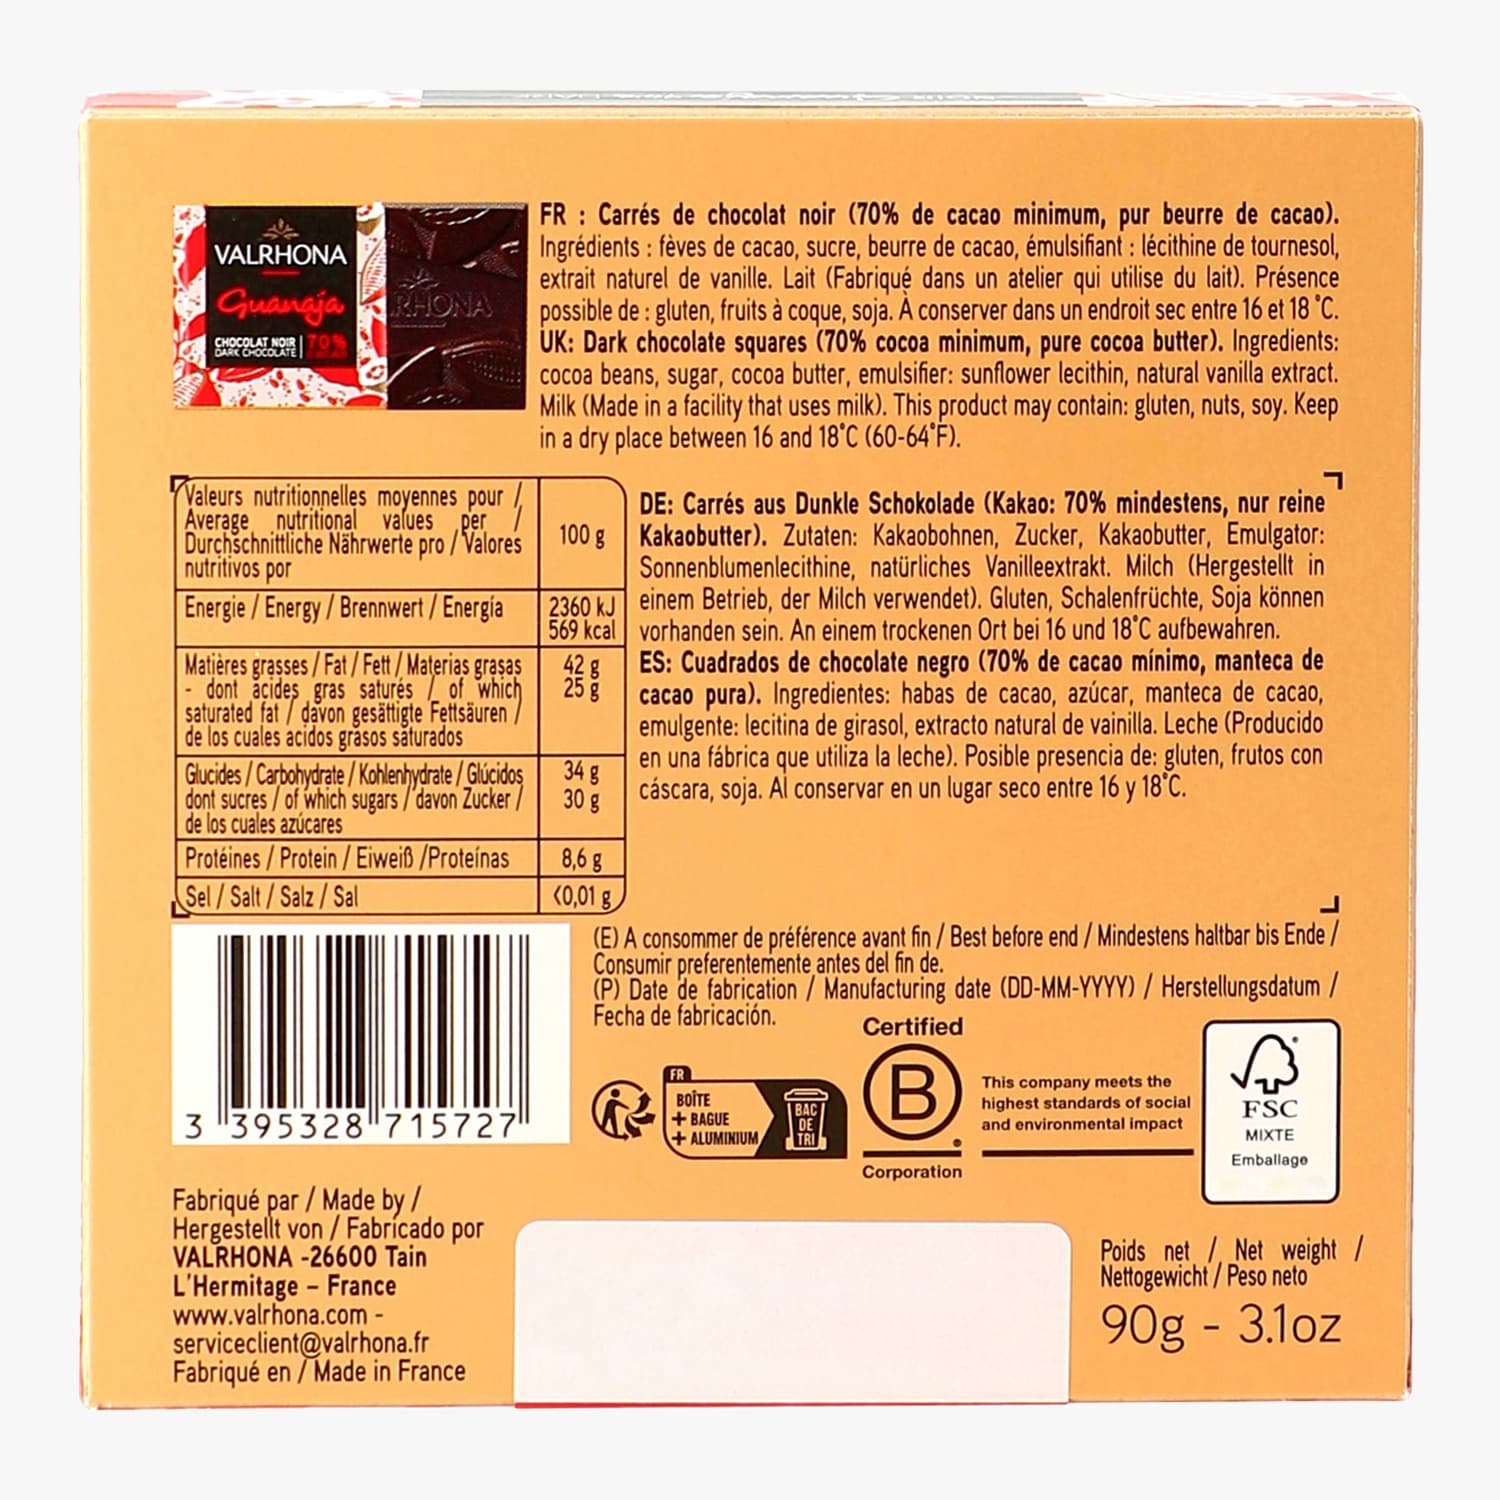 VALRHONA
Guanaja
CHOCOLAT NOIR
DARK CHOCOLATE
70%
RHONA
FR : Carrés de chocolat noir (70% de cacao minimum, pur beurre de cacao).
Ingrédients : fèves de cacao, sucre, beurre de cacao, émulsifiant : lécithine de tournesol,
extrait naturel de vanille. Lait (Fabriqué dans un atelier qui utilise du lait). Présence
possible de : gluten, fruits à coque, soja. À conserver dans un endroit sec entre 16 et 18 °C.
UK: Dark chocolate squares (70% cocoa minimum, pure cocoa butter). Ingredients:
cocoa beans, sugar, cocoa butter, emulsifier: sunflower lecithin, natural vanilla extract.
Milk (Made in a facility that uses milk). This product may contain: gluten, nuts, soy. Keep
in a dry place between 16 and 18°C (60-64°F).
Valeurs nutritionnelles moyennes pour /
Average nutritional values per /
Durchschnittliche Nährwerte pro / Valores
nutritivos por
100 g
Energie / Energy / Brennwert / Energía
2360 kJ
569 kcal
Matières grasses / Fat / Fett / Materias grasas
- dont acides gras saturés / of which
saturated fat / davon gesättigte Fettsäuren /
de los cuales acidos grasos saturados
42 g
25 g
Glucides / Carbohydrate / Kohlenhydrate / Glúcidos
dont sucres / of which sugars / davon Zucker /
de los cuales azúcares
34 g
30 g
Protéines / Protein / Eiweiß /Proteínas
8,6 g
Sel / Salt / Salz / Sal
<0,01 g
DE: Carrés aus Dunkle Schokolade (Kakao: 70% mindestens, nur reine
Kakaobutter). Zutaten: Kakaobohnen, Zucker, Kakaobutter, Emulgator:
Sonnenblumenlecithine, natürliches Vanilleextrakt. Milch (Hergestellt in
einem Betrieb, der Milch verwendet). Gluten, Schalenfrüchte, Soja können
vorhanden sein. An einem trockenen Ort bei 16 und 18°C aufbewahren.
ES: Cuadrados de chocolate negro (70% de cacao mínimo, manteca de
cacao pura). Ingredientes: habas de cacao, azúcar, manteca de cacao,
emulgente: lecitina de girasol, extracto natural de vainilla. Leche (Producido
en una fábrica que utiliza la leche). Posible presencia de: gluten, frutos con
cáscara, soja. Al conservar en un lugar seco entre 16 y 18°C.
(E) A consommer de préférence avant fin / Best before end / Mindestens haltbar bis Ende /
Consumir preferentemente antes del fin de.
(P) Date de fabrication / Manufacturing date (DD-MM-YYYY) / Herstellungsdatum /
Fecha de fabricación.
3 395328 715727
FR
BOÎTE
+ BAGUE
+ ALUMINIUM
BAC
DE
TRI
Certified
B
®
Corporation
This company meets the
highest standards of social
and environmental impact
FSC
MIXTE
Emballage
Fabriqué par / Made by /
Hergestellt von / Fabricado por
VALRHONA -26600 Tain
L'Hermitage – France
www.valrhona.com -
serviceclient@valrhona.fr
Fabriqué en / Made in France
Poids net / Net weight /
Nettogewicht / Peso neto
90g - 3.1oz